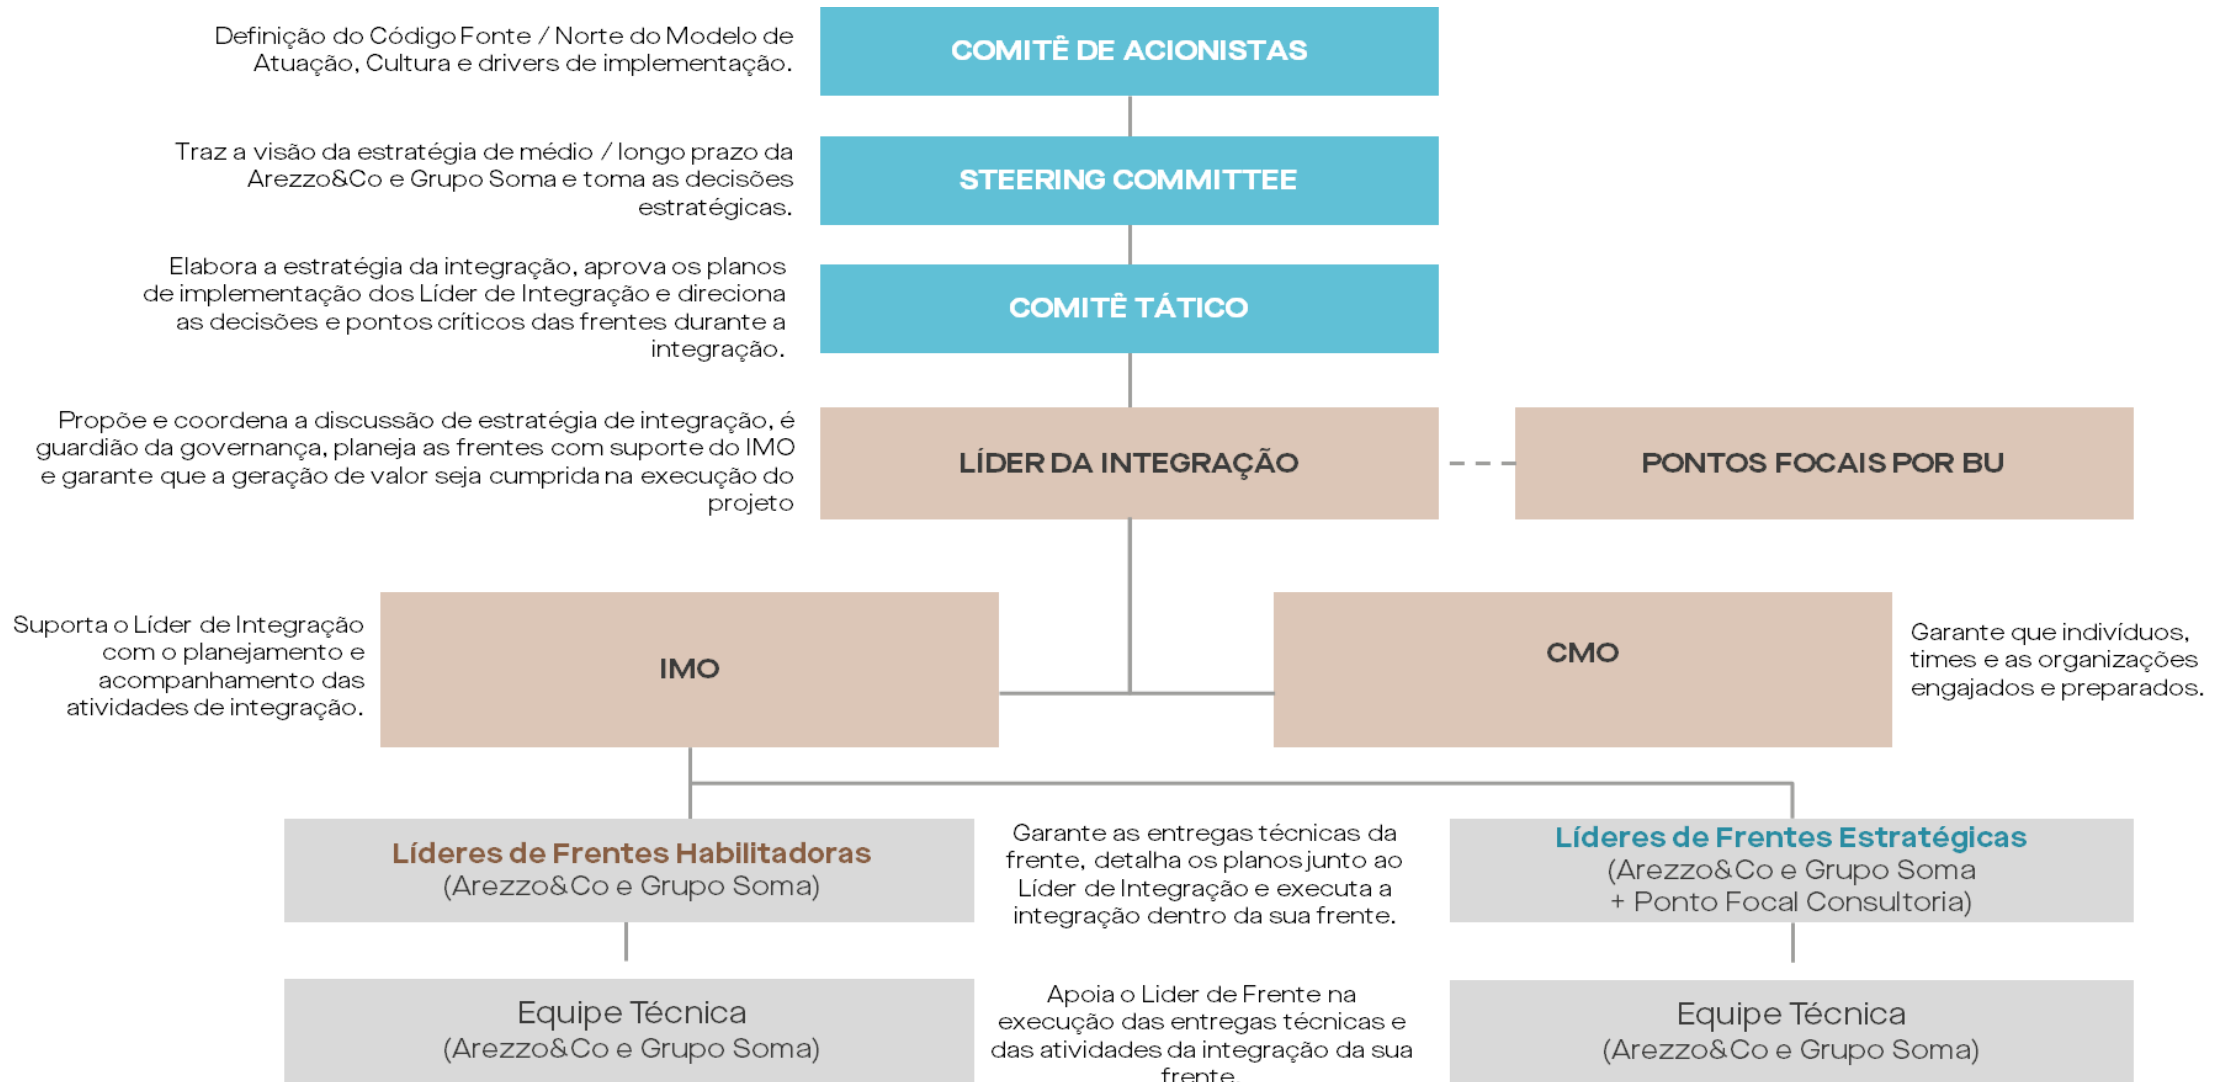 Definição do Código Fonte / Norte do Modelo de
Atuação, Cultura e drivers de implementação.
COMITÊ DE ACIONISTAS
Traz a visão da estratégia de médio / longo prazo da
Arezzo&Co e Grupo Soma e toma as decisões
estratégicas.
STEERING COMMITTEE
Elabora a estratégia da integração, aprova os planos
de implementação dos Líder de Integração e direciona
as decisões e pontos críticos das frentes durante a
integração.
COMITÊ TÁTICO
Propõe e coordena a discussão de estratégia de integração, é
guardião da governança, planeja as frentes com suporte do IMO
e garante que a geração de valor seja cumprida na execução do
projeto
LÍDER DA INTEGRAÇÃO
PONTOS FOCAIS POR BU
Suporta o Líder de Integração
com o planejamento e
acompanhamento das
atividades de integração.
IMO
CMO
Garante que indivíduos,
times e as organizações
engajados e preparados.
Líderes de Frentes Habilitadoras
(Arezzo&Co e Grupo Soma)
Garante as entregas técnicas da
frente, detalha os planos junto ao
Líder de Integração e executa a
integração dentro da sua frente.
Líderes de Frentes Estratégicas
(Arezzo&Co e Grupo Soma
+ Ponto Focal Consultoria)
Equipe Técnica
(Arezzo&Co e Grupo Soma)
Apoia o Lider de Frente na
execução das entregas técnicas e
das atividades da integração da sua
frente
Equipe Técnica
(Arezzo&Co e Grupo Soma)